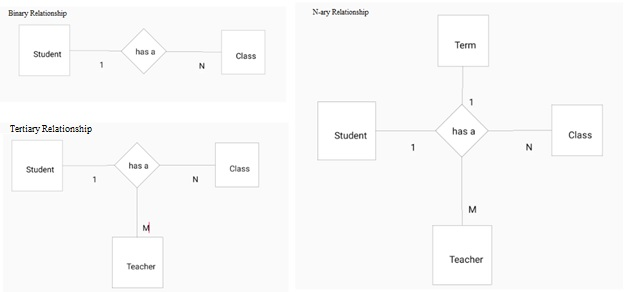 Binary Relationship
Student
has a
Class
1
N
Tertiary Relationship
Student
has a
Class
1
N
M
Teacher
N-ary Relationship
Term
1
Student
has a
Class
1
N
M
Teacher